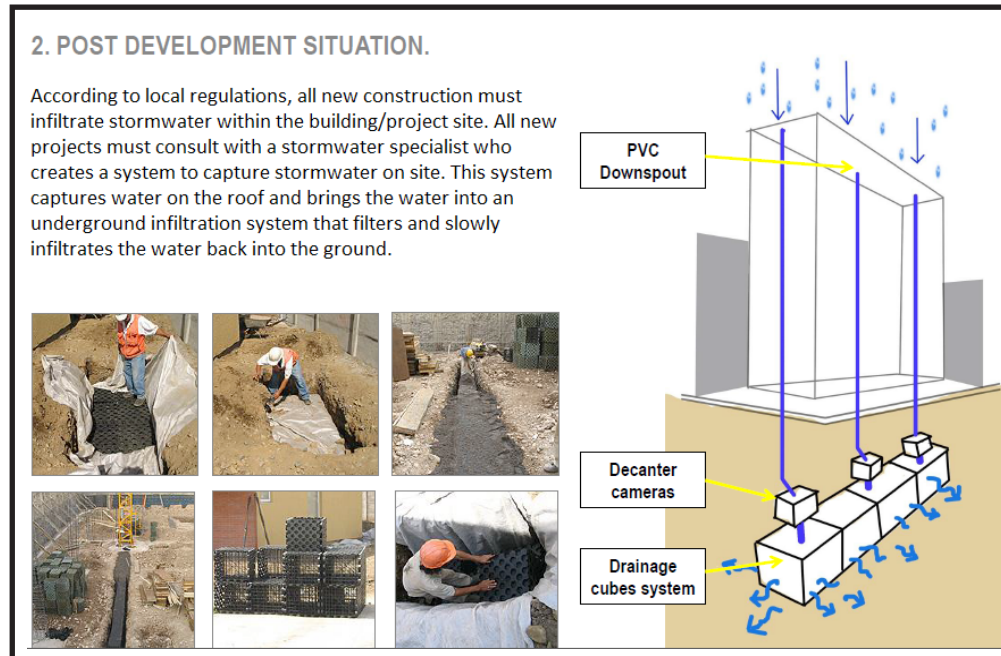 2. POST DEVELOPMENT SITUATION.
According to local regulations, all new construction must
infiltrate stormwater within the building/project site. All new
projects must consult with a stormwater specialist who
creates a system to capture stormwater on site. This system
captures water on the roof and brings the water into an
underground infiltration system that filters and slowly
infiltrates the water back into the ground.
PVC
Downspout
Decanter
cameras
Drainage
cubes system